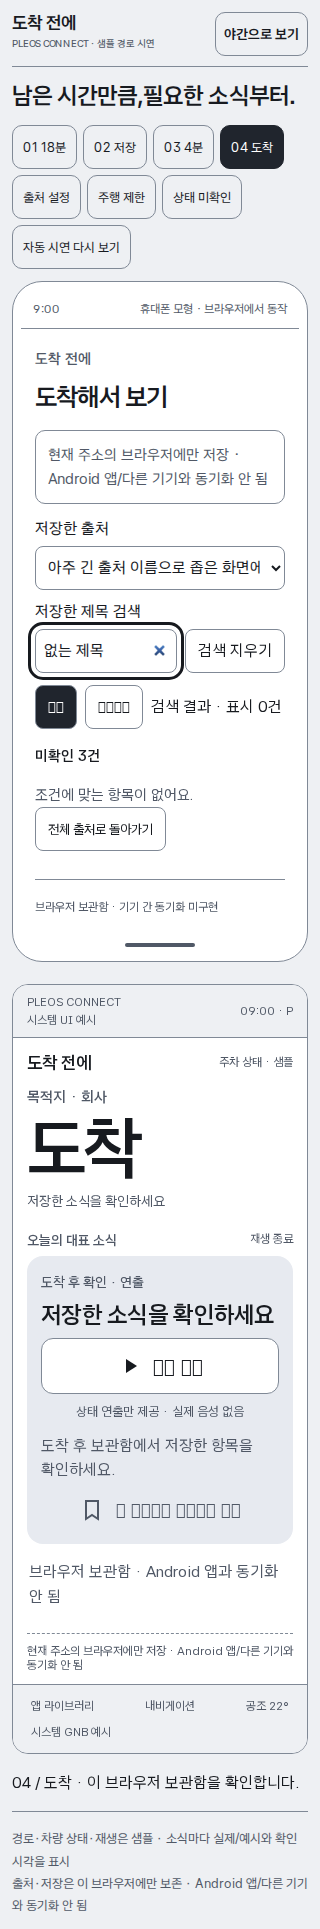 도착 전에
PLEOS CONNECT · 샘플 경로 시연
야간으로 보기
남은 시간만큼,필요한 소식부터.
01 18분
02 저장
03 4분
04 도착
출처 설정
주행 제한
상태 미확인
자동 시연 다시 보기
9:00
휴대폰 모형 · 브라우저에서 동작
도착 전에
도착해서 보기
현재 주소의 브라우저에만 저장 ·
Android 앱/다른 기기와 동기화 안 됨
저장한 출처
아주 긴 출처 이름으로 좁은 화면에
저장한 제목 검색
없는 제목
검색 지우기
검색 결과 · 표시 0건
미확인 3건
조건에 맞는 항목이 없어요.
전체 출처로 돌아가기
브라우저 보관함 · 기기 간 동기화 미구현
PLEOS CONNECT
시스템 UI 예시
09:00 · P
도착 전에
주차 상태 · 샘플
목적지 · 회사
도착
저장한 소식을 확인하세요
오늘의 대표 소식
재생 종료
도착 후 확인 · 연출
저장한 소식을 확인하세요
상태 연출만 제공 · 실제 음성 없음
도착 후 보관함에서 저장한 항목을
확인하세요.
브라우저 보관함 · Android 앱과 동기화
안 됨
현재 주소의 브라우저에만 저장 · Android 앱/다른 기기와
동기화 안 됨
앱 라이브러리
내비게이션
공조 22°
시스템 GNB 예시
04 / 도착 · 이 브라우저 보관함을 확인합니다.
경로·차량 상태·재생은 샘플 · 소식마다 실제/예시와 확인
시각을 표시
출처·저장은 이 브라우저에만 보존 · Android 앱/다른 기기
와 동기화 안 됨